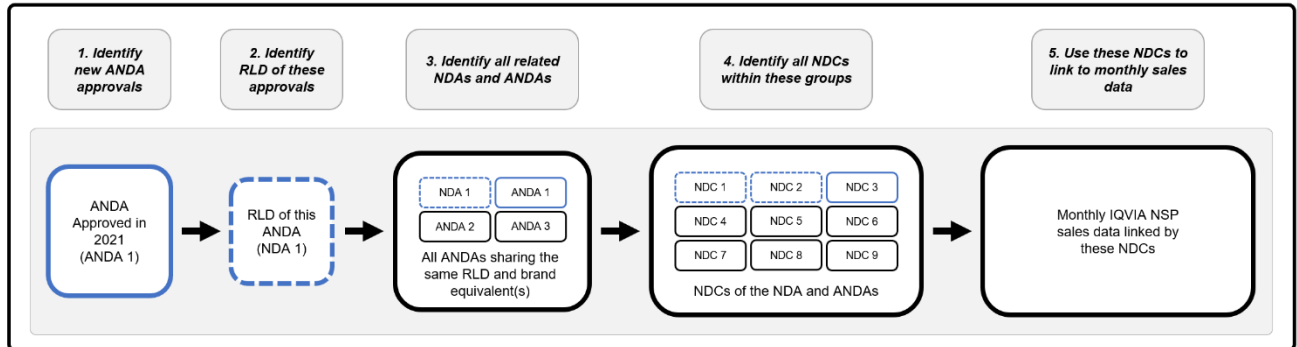 1. Identify
new ANDA
approvals
2. Identify
RLD of these
approvals
3. Identify all related
NDAs and ANDAs
4. Identify all NDCs
within these groups
5. Use these NDCs to
link to monthly sales
data
ANDA
Approved in
2021
(ANDA 1)
RLD of this
ANDA
(NDA 1)
NDA 1
ANDA 1
ANDA 2
ANDA 3
All ANDAs sharing the
same RLD and brand
equivalent(s)
NDC 1
NDC 2
NDC 3
NDC 4
NDC 5
NDC 6
NDC 7
NDC 8
NDC 9
NDCs of the NDA and ANDAs
Monthly IQVIA NSP
sales data linked by
these NDCs